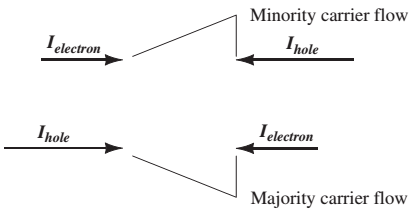 Minority carrier flow
I_electron
I_hole
I_hole
I_electron
Majority carrier flow